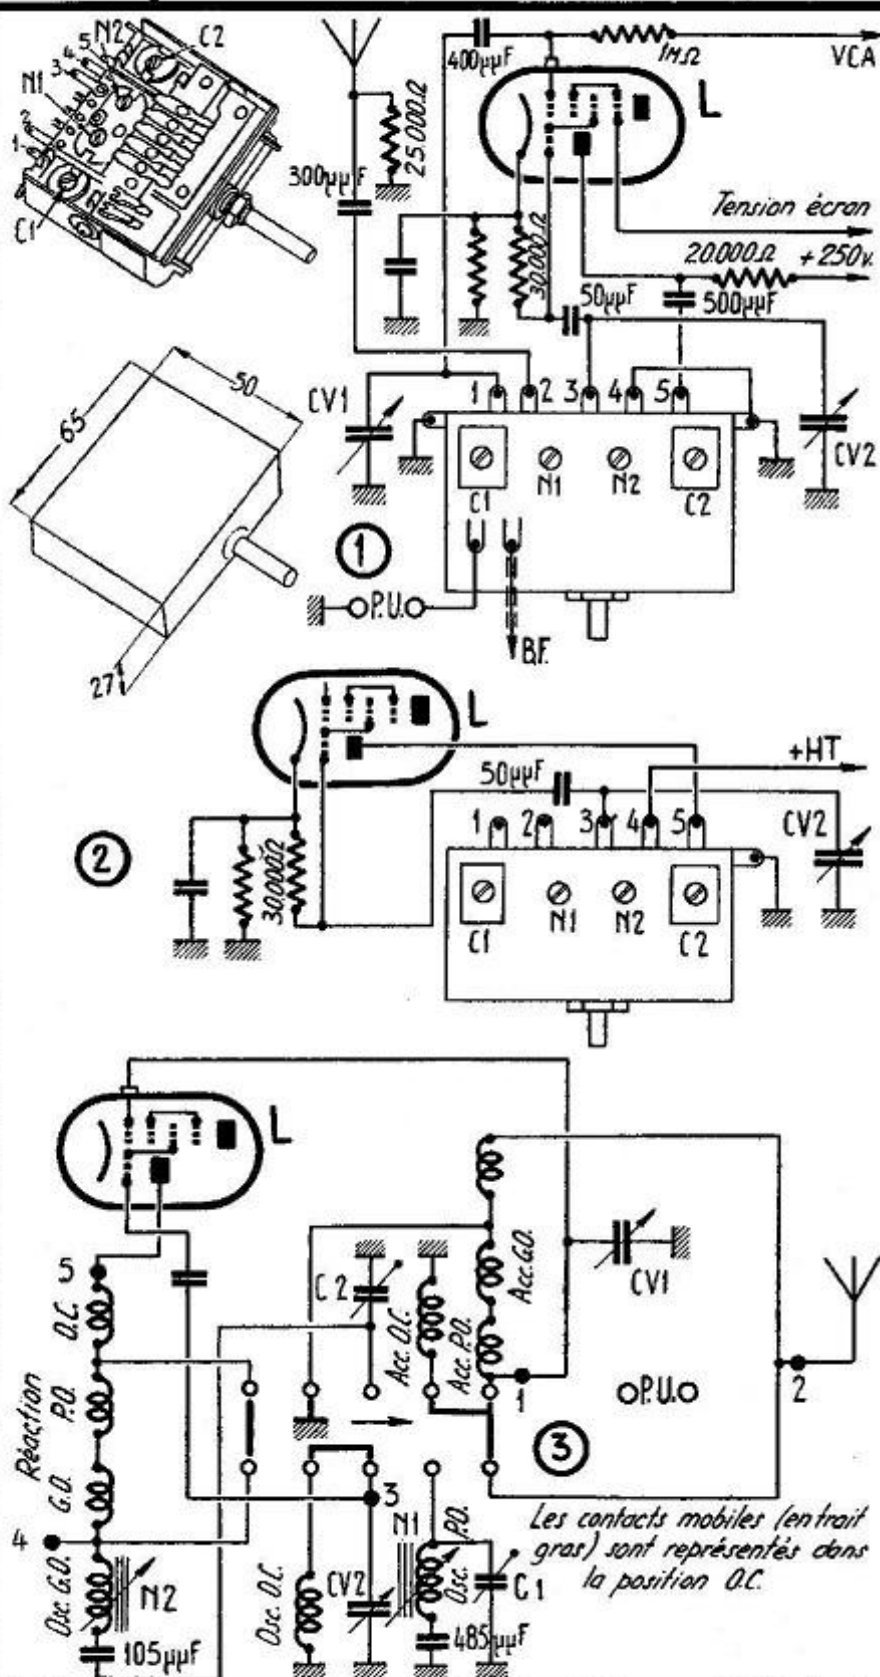 N2
C2
5
4
3
N1
2
1
C1
400µµF
1MΩ
VCA
L
25.000Ω
300µµF
Tension écran
30.000Ω
20.000Ω
+250v.
50µµF
500µµF
50
65
27
CV1
1
2
3
4
5
CV2
C1
N1
N2
C2
1
P.U.
B.F.
L
50µµF
+HT
2
30.000Ω
1
2
3
4
5
CV2
C1
N1
N2
C2
L
5
O.C.
C2
Acc. O.C.
Acc. P.O.
Acc. G.O.
CV1
Réaction
P.O.
1
P.U.
2
3
G.O.
3
4
N1
P.O.
Osc. G.O.
N2
Osc. O.C.
CV2
Osc.
C1
105µµF
485µµF
Les contacts mobiles (en trait
gras) sont représentés dans
la position O.C.